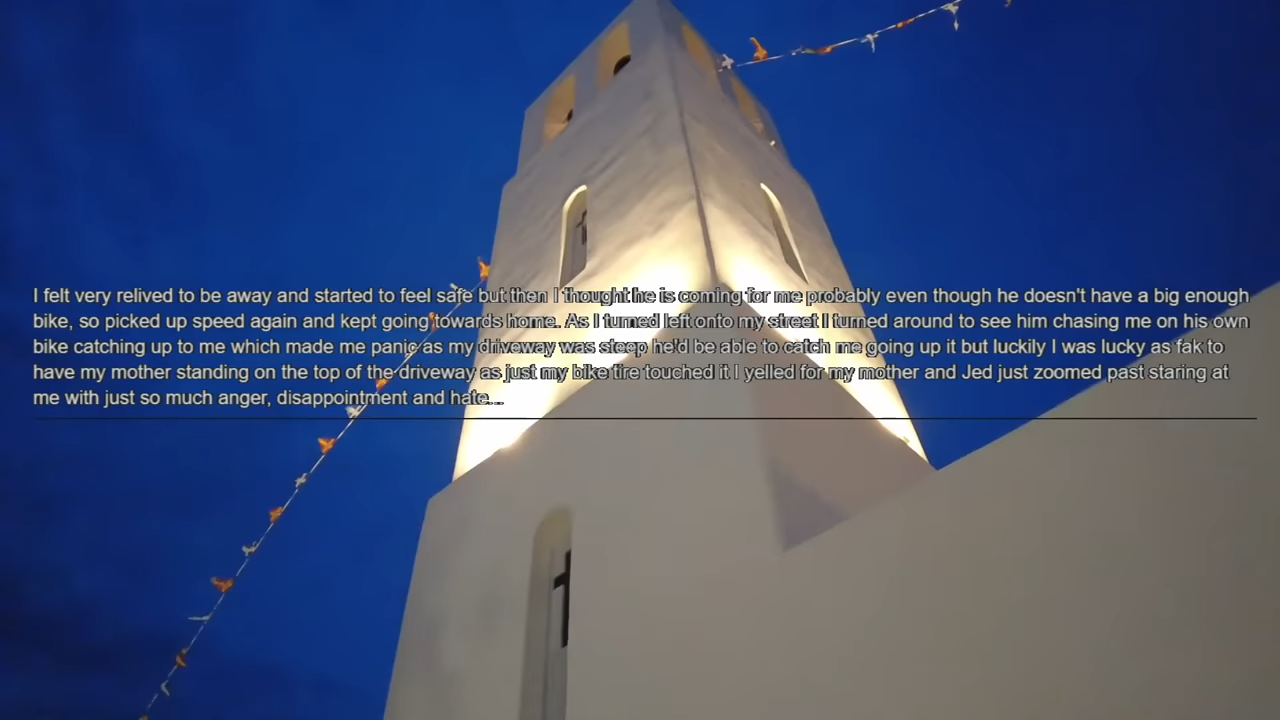 I felt very relived to be away and started to feel safe but then I thought he is coming for me probably even though he doesn't have a big enough
bike, so picked up speed again and kept going towards home. As I turned left onto my street I turned around to see him chasing me on his own
bike catching up to me which made me panic as my driveway was steep he'd be able to catch me going up it but luckily I was lucky as fak to
have my mother standing on the top of the driveway as just my bike tire touched it I yelled for my mother and Jed just zoomed past staring at
me with just so much anger, disappointment and hate...